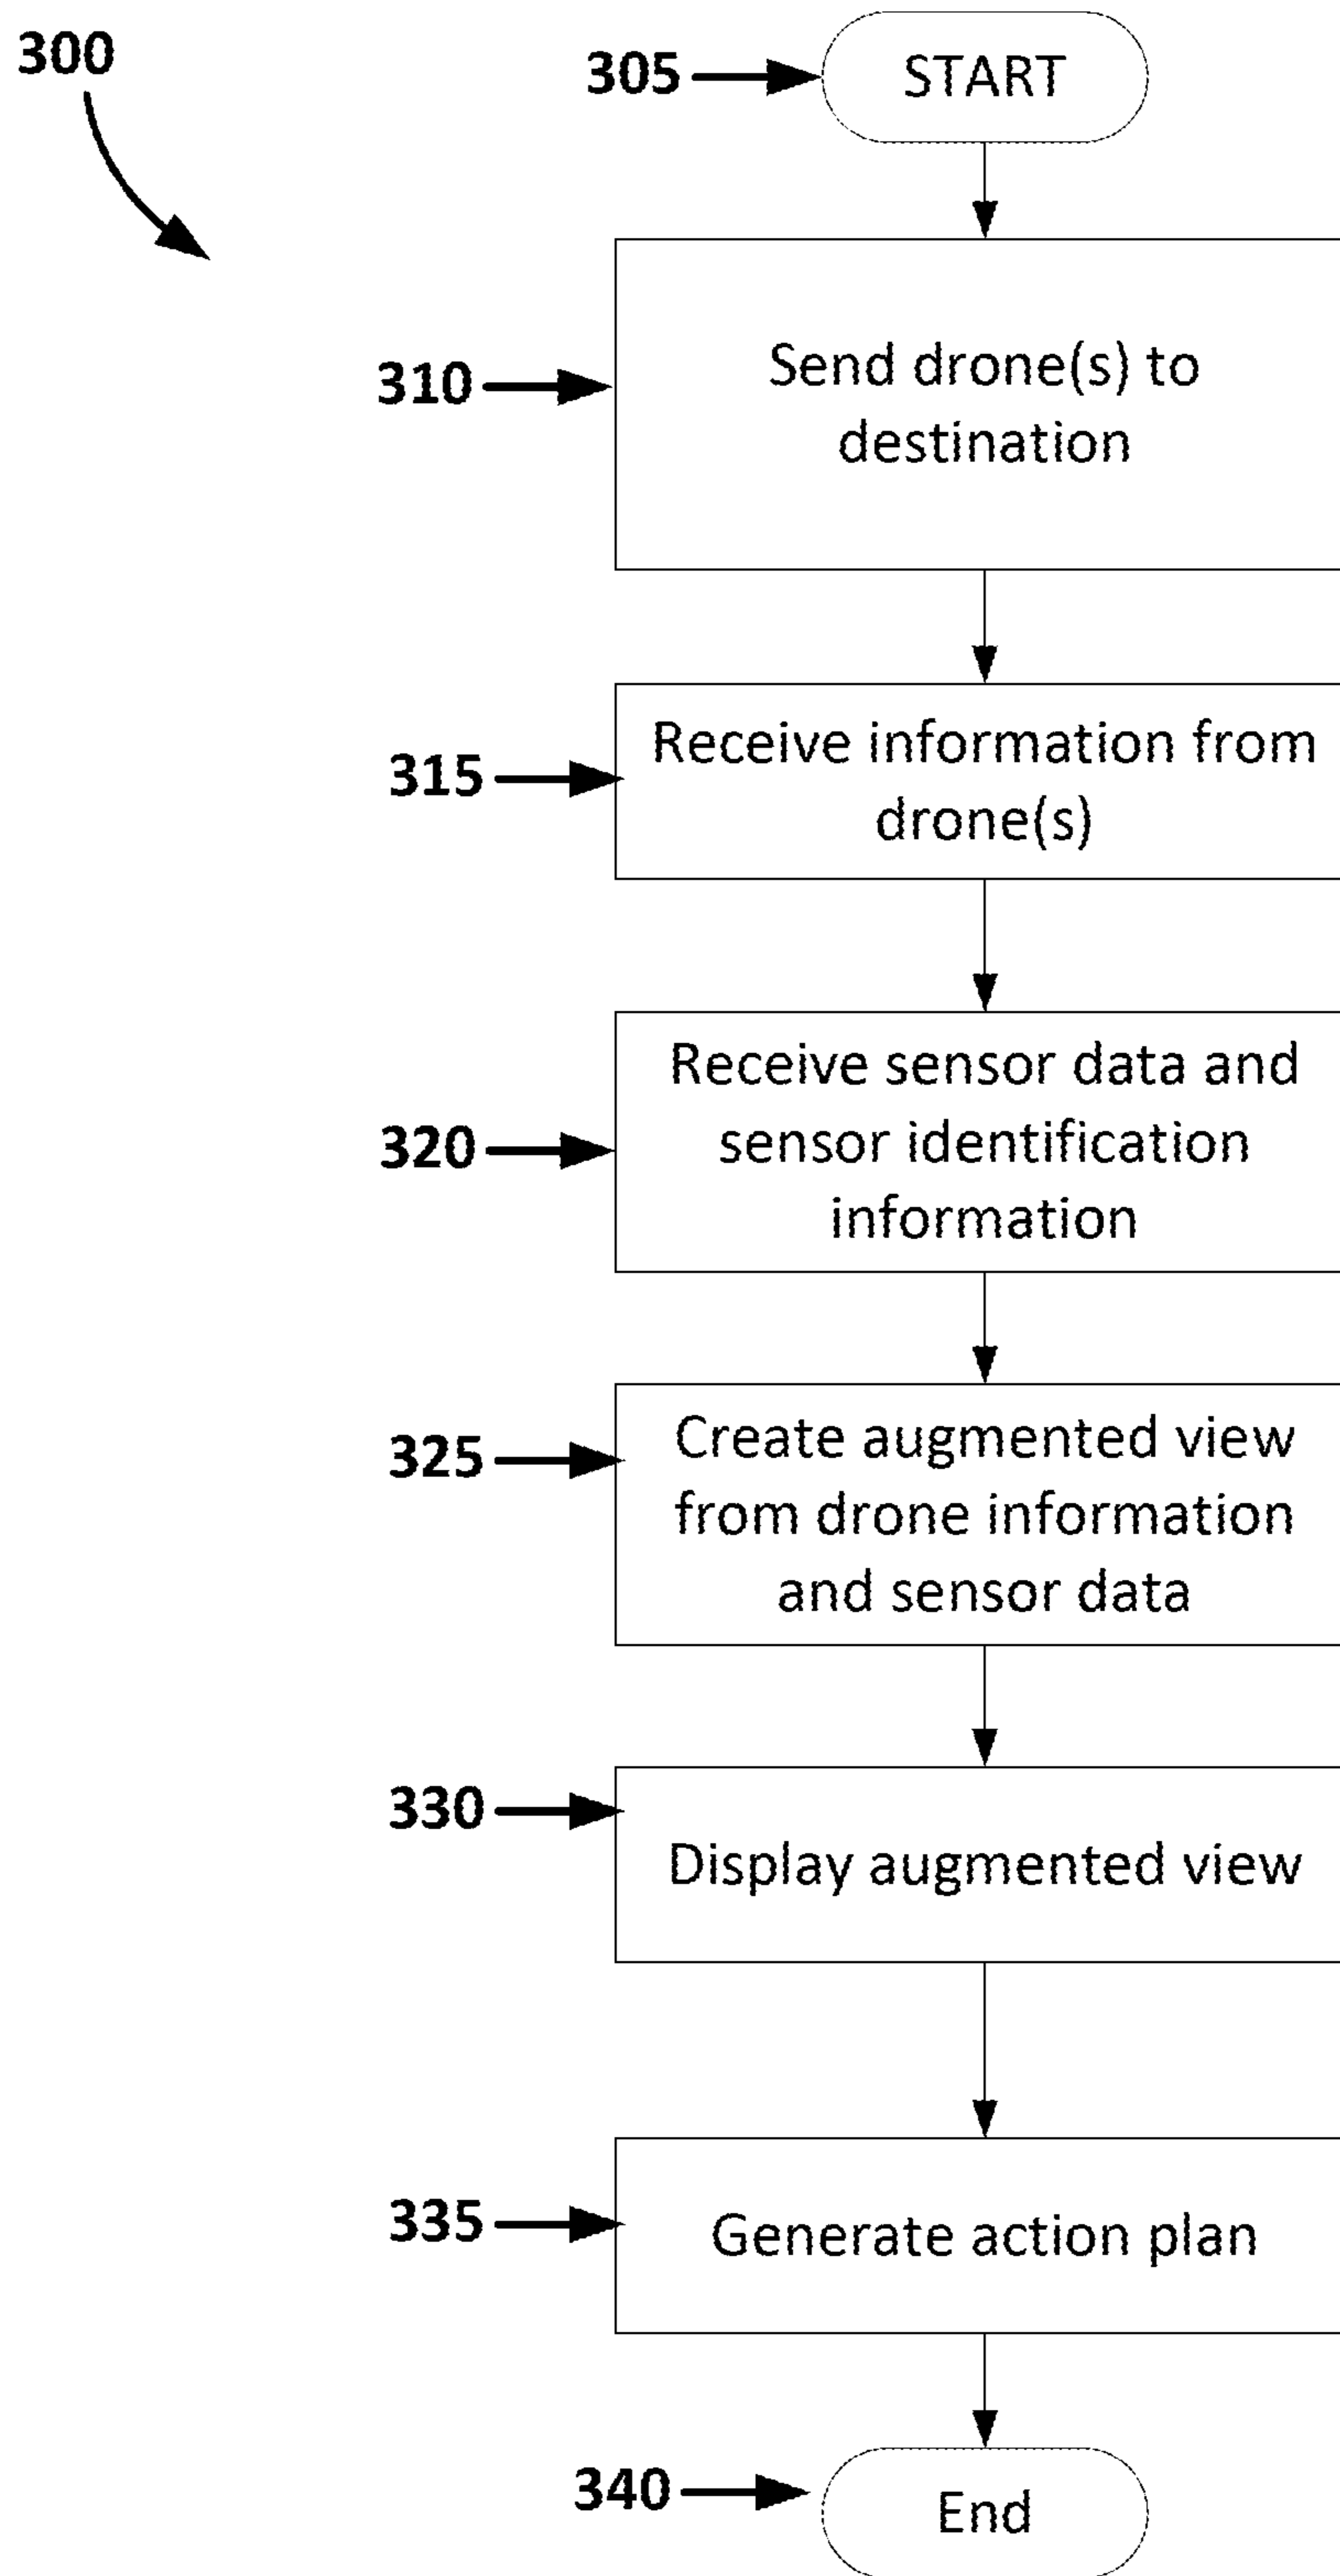 300
305
START
310
Send drone(s) to
destination
315
Receive information from
drone(s)
320
Receive sensor data and
sensor identification
information
325
Create augmented view
from drone information
and sensor data
330
Display augmented view
335
Generate action plan
340
End